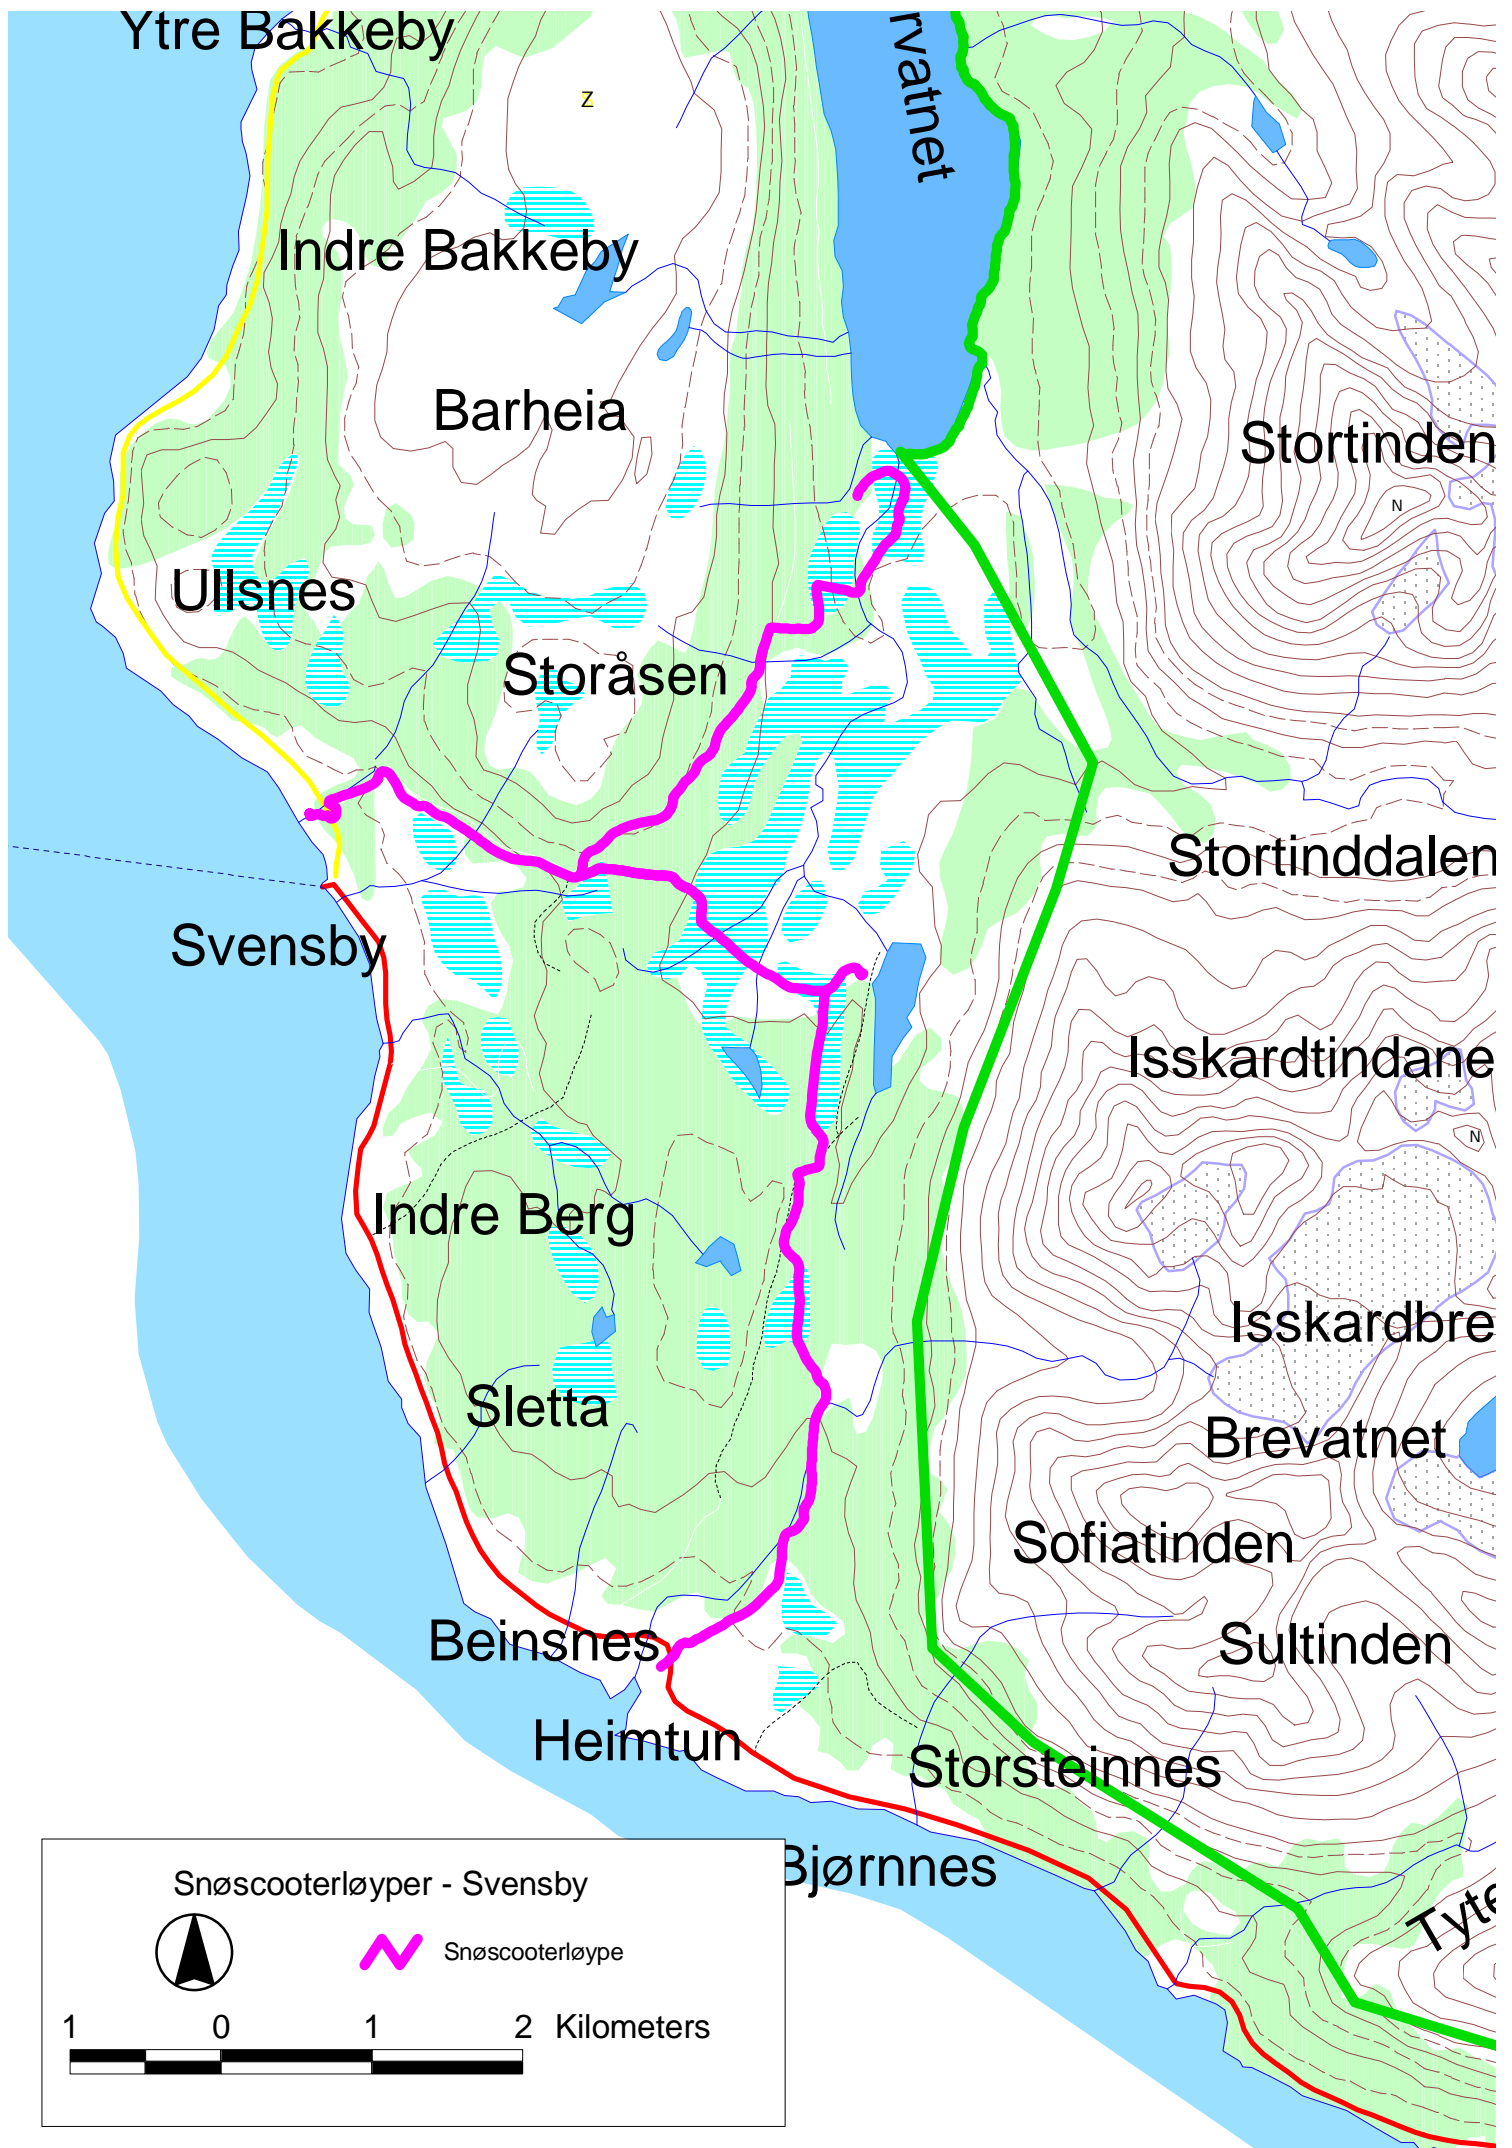 Ytre Bakkeby
rvatnet
Z
Indre Bakkeby
Barheia
Stortinden
N
Ullsnes
Storåsen
Stortinddalen
Svensby
Isskardtindane
N
Indre Berg
Isskardbre
Sletta
Brevatnet
Sofiatinden
Beinsnes
Sultinden
Heimtun
Storsteinnes
Bjørnnes
Tyte
Snøscooterløyper - Svensby
Snøscooterløype
1 0 1 2 Kilometers